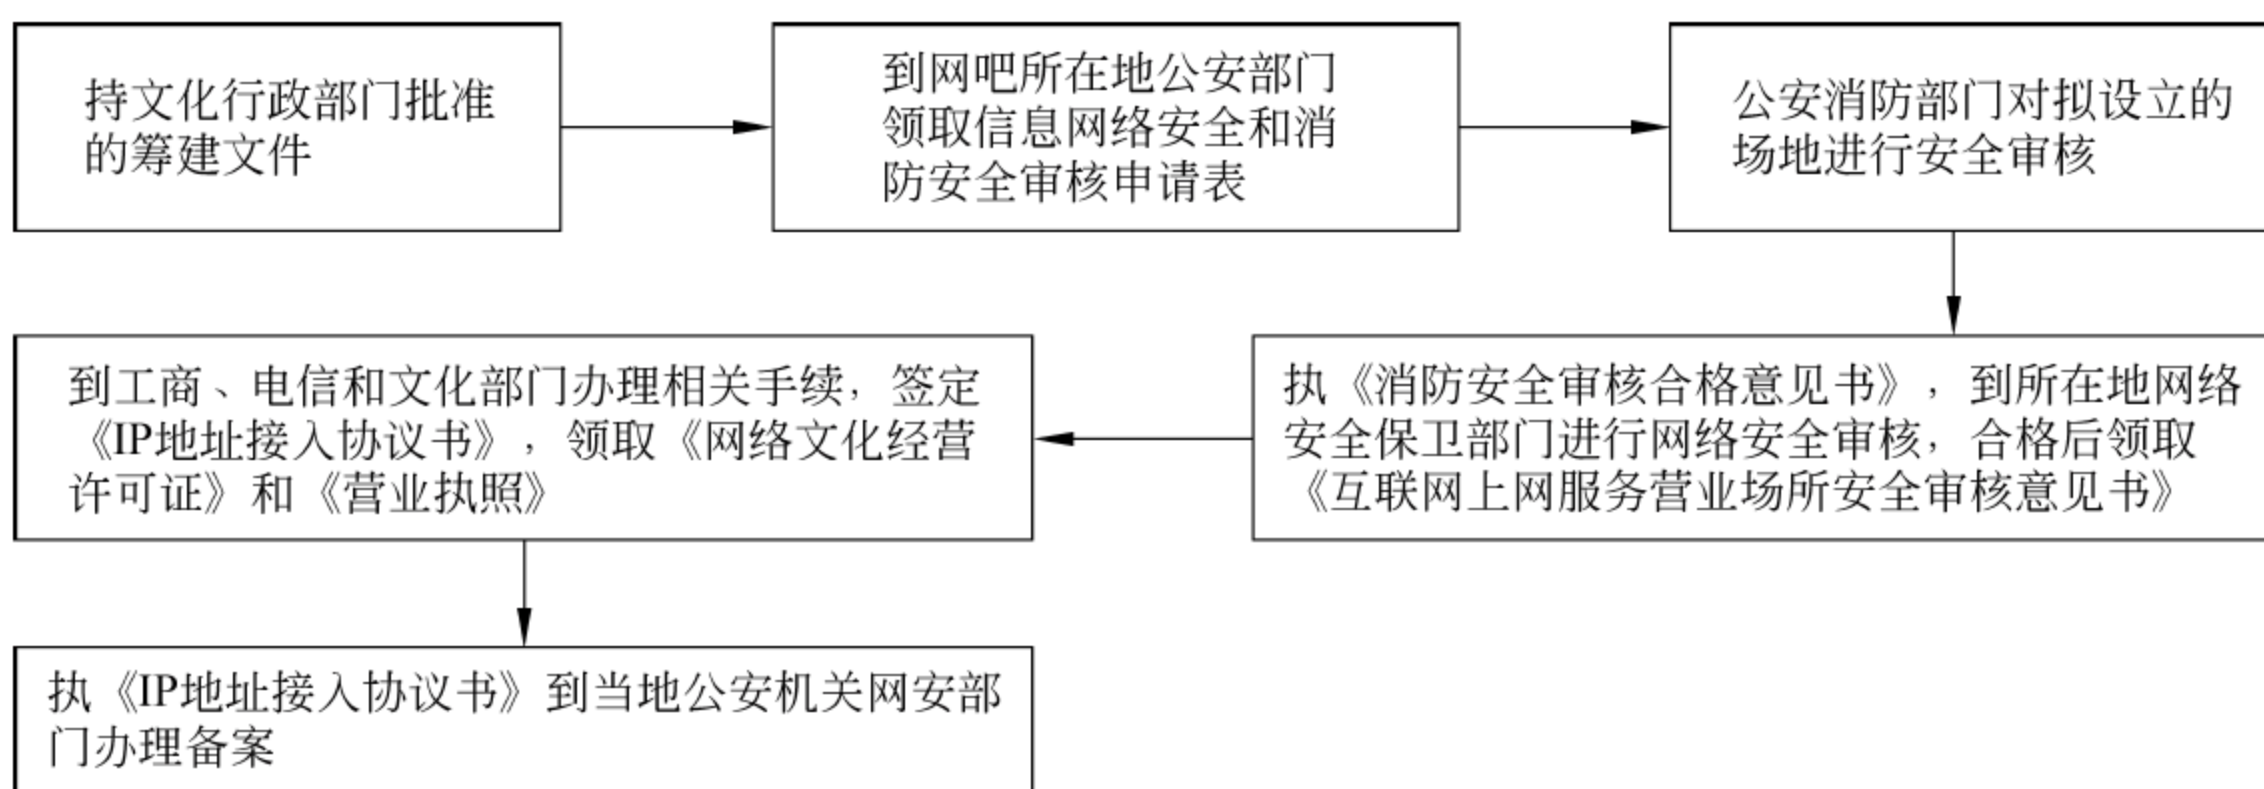 持文化行政部门批准
的筹建文件
到网吧所在地公安部门
领取信息网络安全和消
防安全审核申请表
公安消防部门对拟设立的
场地进行安全审核
执《消防安全审核合格意见书》，到所在地网络
安全保卫部门进行网络安全审核，合格后领取
《互联网上网服务营业场所安全审核意见书》
到工商、电信和文化部门办理相关手续，签定
《IP地址接入协议书》，领取《网络文化经营
许可证》和《营业执照》
执《IP地址接入协议书》到当地公安机关网安部
门办理备案